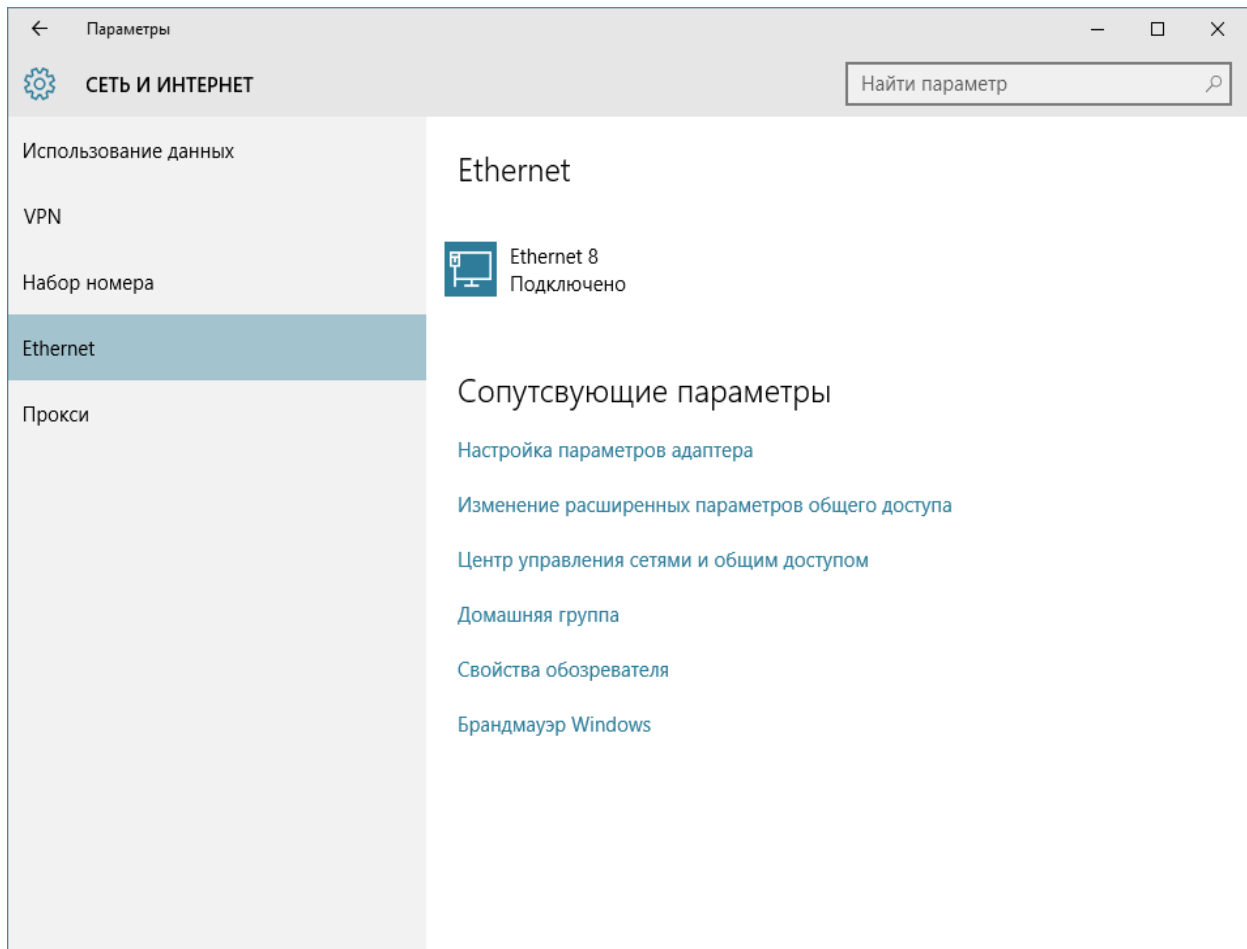 Параметры
СЕТЬ И ИНТЕРНЕТ
Найти параметр
Использование данных
VPN
Набор номера
Ethernet
Прокси
Ethernet
Ethernet 8
Подключено
Сопутсвующие параметры
Настройка параметров адаптера
Изменение расширенных параметров общего доступа
Центр управления сетями и общим доступом
Домашняя группа
Свойства обозревателя
Брандмауэр Windows